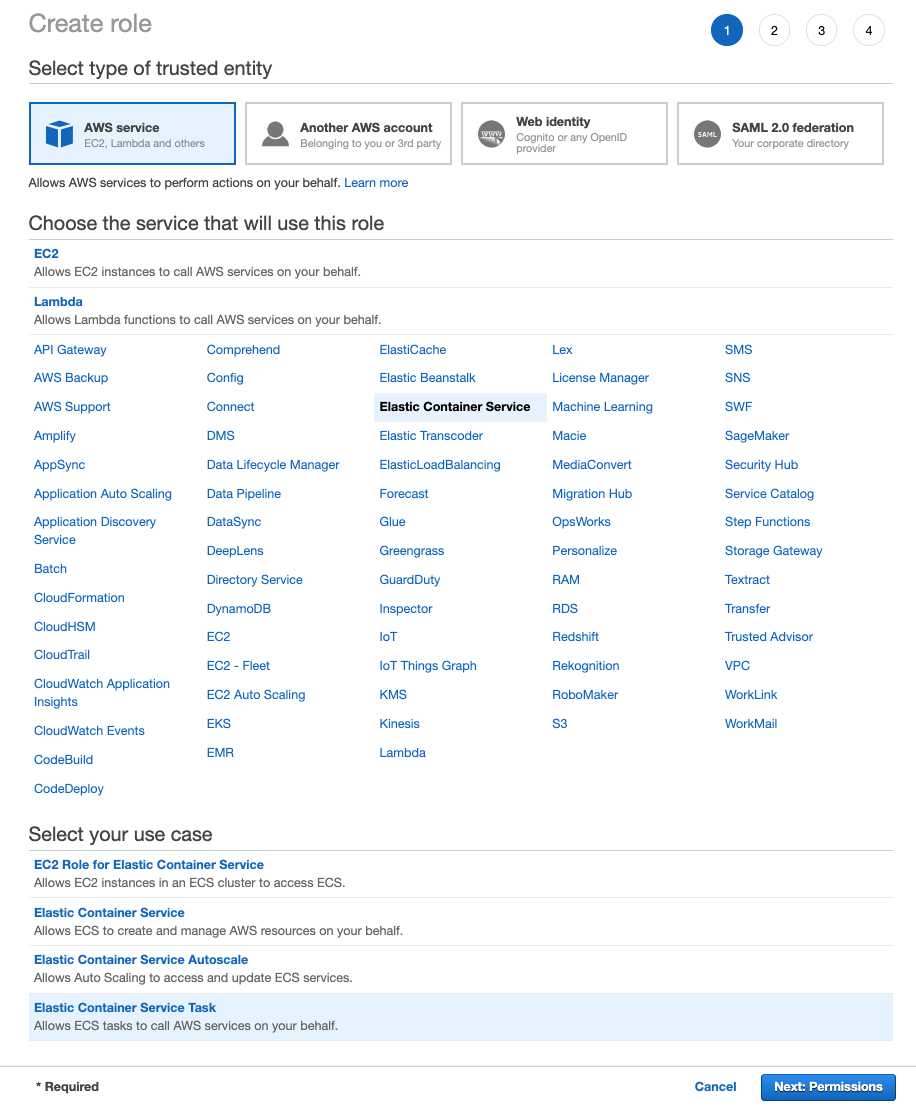 Create role
1 2 3 4
Select type of trusted entity
AWS service
EC2, Lambda and others
Another AWS account
Belonging to you or 3rd party
WWW
Web identity
Cognito or any OpenID
provider
SAML
SAML 2.0 federation
Your corporate directory
Allows AWS services to perform actions on your behalf. Learn more
Choose the service that will use this role
EC2
Allows EC2 instances to call AWS services on your behalf.
Lambda
Allows Lambda functions to call AWS services on your behalf.
API Gateway
AWS Backup
AWS Support
Amplify
AppSync
Application Auto Scaling
Application Discovery
Service
Batch
CloudFormation
CloudHSM
CloudTrail
CloudWatch Application
Insights
CloudWatch Events
CodeBuild
CodeDeploy
Comprehend
Config
Connect
DMS
Data Lifecycle Manager
Data Pipeline
DataSync
DeepLens
Directory Service
DynamoDB
EC2
EC2 - Fleet
EC2 Auto Scaling
EKS
EMR
ElastiCache
Elastic Beanstalk
Elastic Container Service
Elastic Transcoder
ElasticLoadBalancing
Forecast
Glue
Greengrass
GuardDuty
Inspector
IoT
IoT Things Graph
KMS
Kinesis
Lambda
Lex
License Manager
Machine Learning
Macie
MediaConvert
Migration Hub
OpsWorks
Personalize
RAM
RDS
Redshift
Rekognition
RoboMaker
S3
SMS
SNS
SWF
SageMaker
Security Hub
Service Catalog
Step Functions
Storage Gateway
Textract
Transfer
Trusted Advisor
VPC
WorkLink
WorkMail
Select your use case
EC2 Role for Elastic Container Service
Allows EC2 instances in an ECS cluster to access ECS.
Elastic Container Service
Allows ECS to create and manage AWS resources on your behalf.
Elastic Container Service Autoscale
Allows Auto Scaling to access and update ECS services.
Elastic Container Service Task
Allows ECS tasks to call AWS services on your behalf.
* Required
Cancel
Next: Permissions